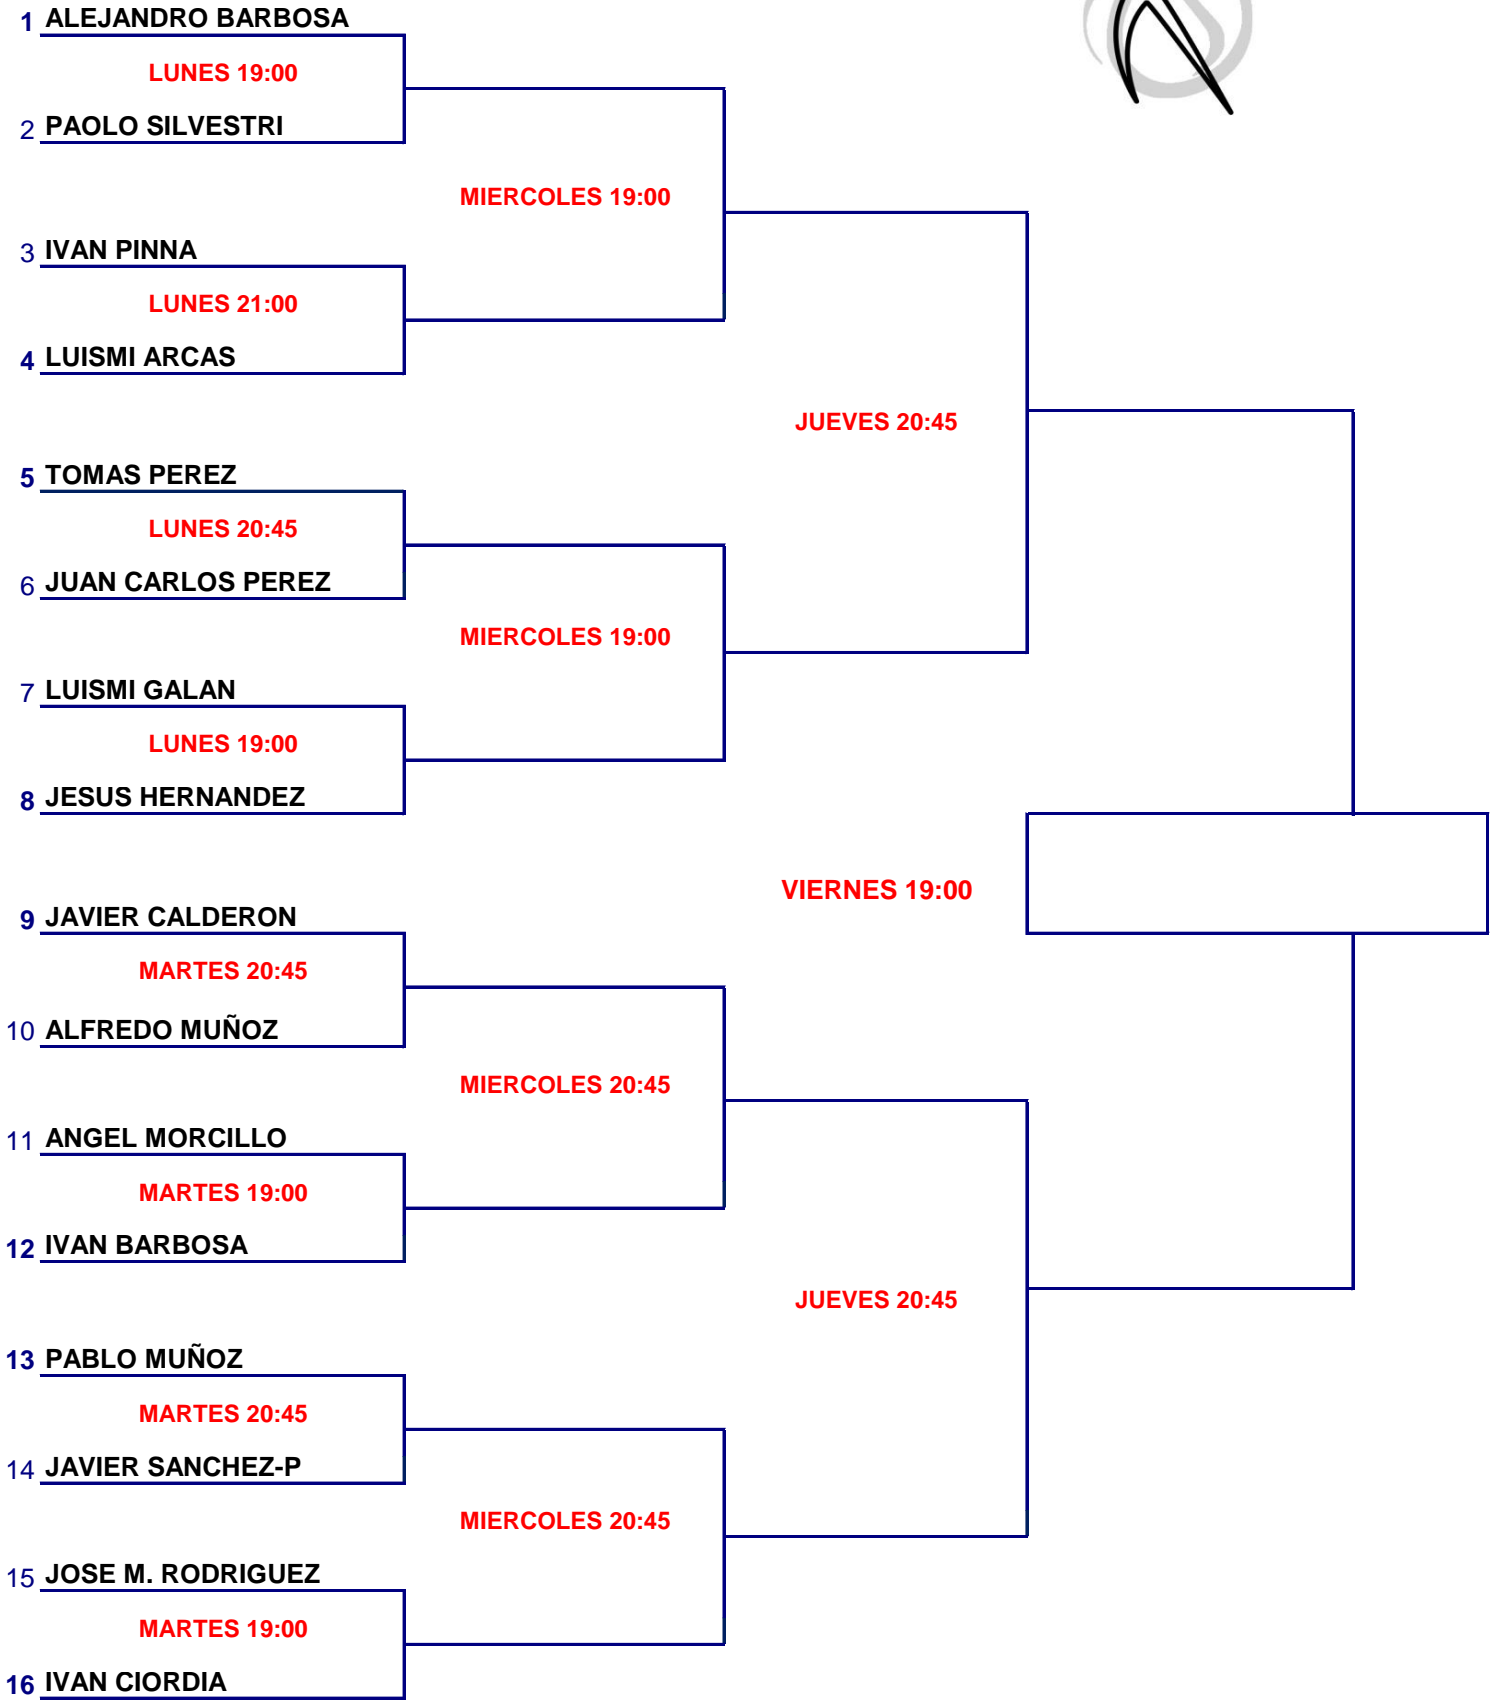 1 ALEJANDRO BARBOSA
LUNES 19:00
2 PAOLO SILVESTRI
MIERCOLES 19:00
3 IVAN PINNA
LUNES 21:00
4 LUISMI ARCAS
JUEVES 20:45
5 TOMAS PEREZ
LUNES 20:45
6 JUAN CARLOS PEREZ
MIERCOLES 19:00
7 LUISMI GALAN
LUNES 19:00
8 JESUS HERNANDEZ
VIERNES 19:00
9 JAVIER CALDERON
MARTES 20:45
10 ALFREDO MUÑOZ
MIERCOLES 20:45
11 ANGEL MORCILLO
MARTES 19:00
12 IVAN BARBOSA
JUEVES 20:45
13 PABLO MUÑOZ
MARTES 20:45
14 JAVIER SANCHEZ-P
MIERCOLES 20:45
15 JOSE M. RODRIGUEZ
MARTES 19:00
16 IVAN CIORDIA